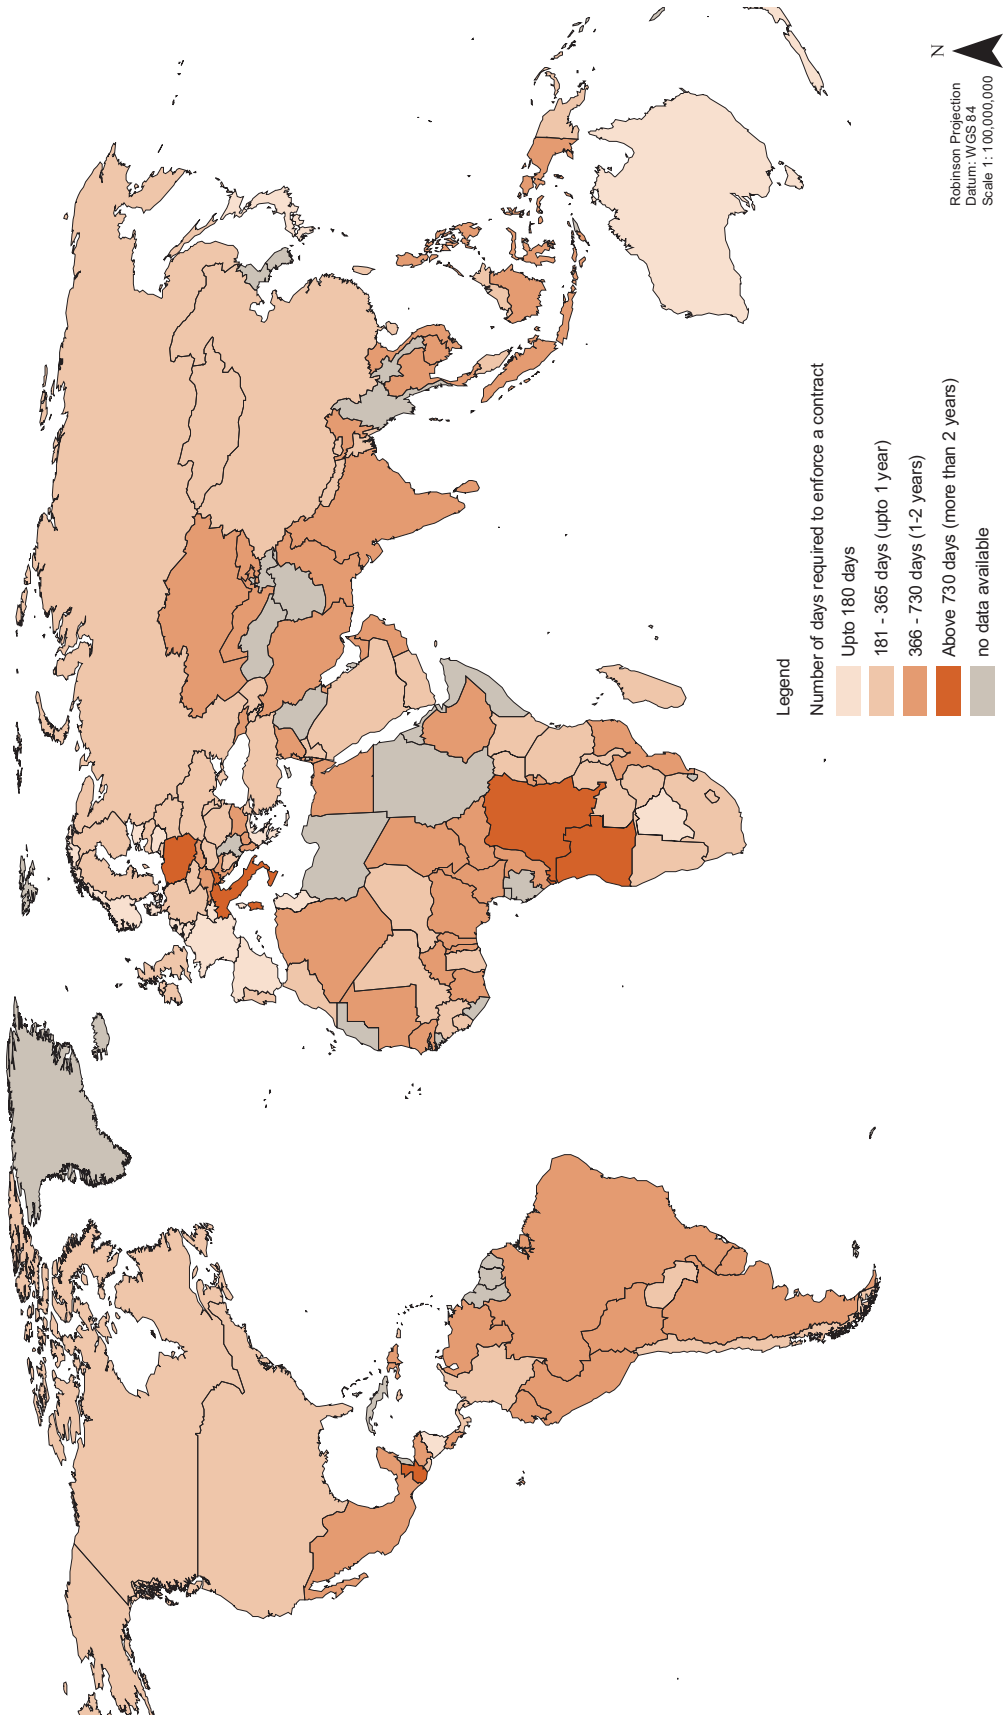 Legend
Number of days required to enforce a contract
Upto 180 days
181 - 365 days (upto 1 year)
366 - 730 days (1-2 years)
Above 730 days (more than 2 years)
no data available
N
Robinson Projection
Datum: WGS 84
Scale 1: 100,000,000